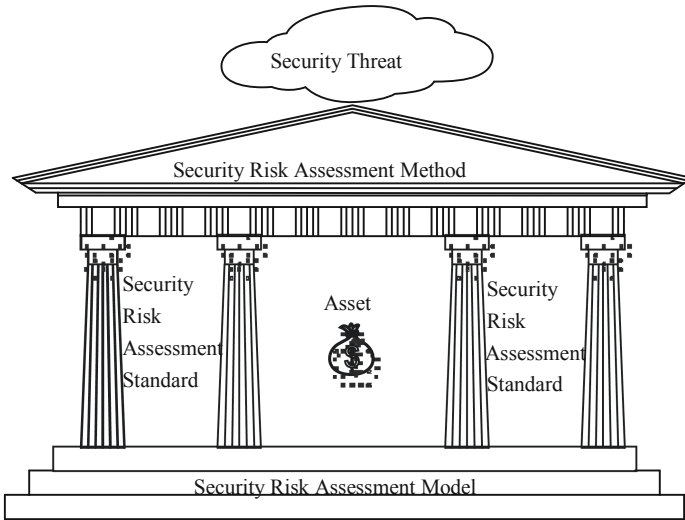 Security Threat
Security Risk Assessment Method
Security
Risk
Assessment
Standard
Asset
$
Security
Risk
Assessment
Standard
Security Risk Assessment Model